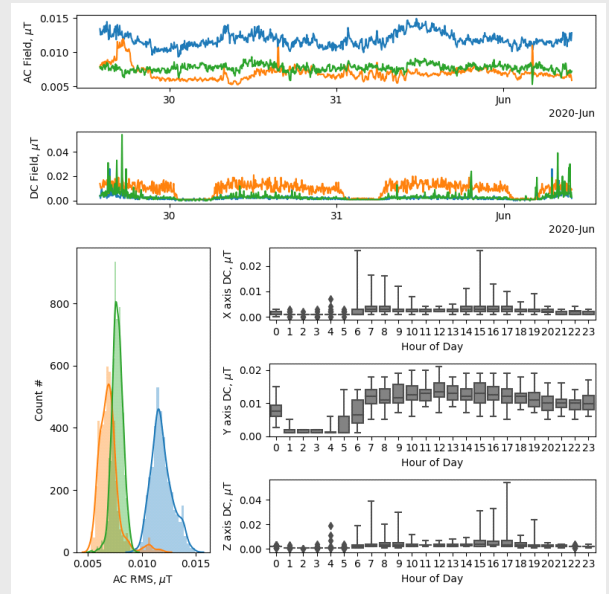 AC Field, μT
0.015
0.010
0.005
30
31
Jun
2020-Jun
DC Field, μT
0.04
0.02
0.00
30
31
Jun
2020-Jun
Count #
800
600
400
200
0
0.005
0.010
0.015
AC RMS, μT
X axis DC, μT
0.02
0.01
0.00
0 1 2 3 4 5 6 7 8 9 10 11 12 13 14 15 16 17 18 19 20 21 22 23
Hour of Day
Y axis DC, μT
0.02
0.01
0.00
0 1 2 3 4 5 6 7 8 9 10 11 12 13 14 15 16 17 18 19 20 21 22 23
Hour of Day
Z axis DC, μT
0.04
0.02
0.00
0 1 2 3 4 5 6 7 8 9 10 11 12 13 14 15 16 17 18 19 20 21 22 23
Hour of Day